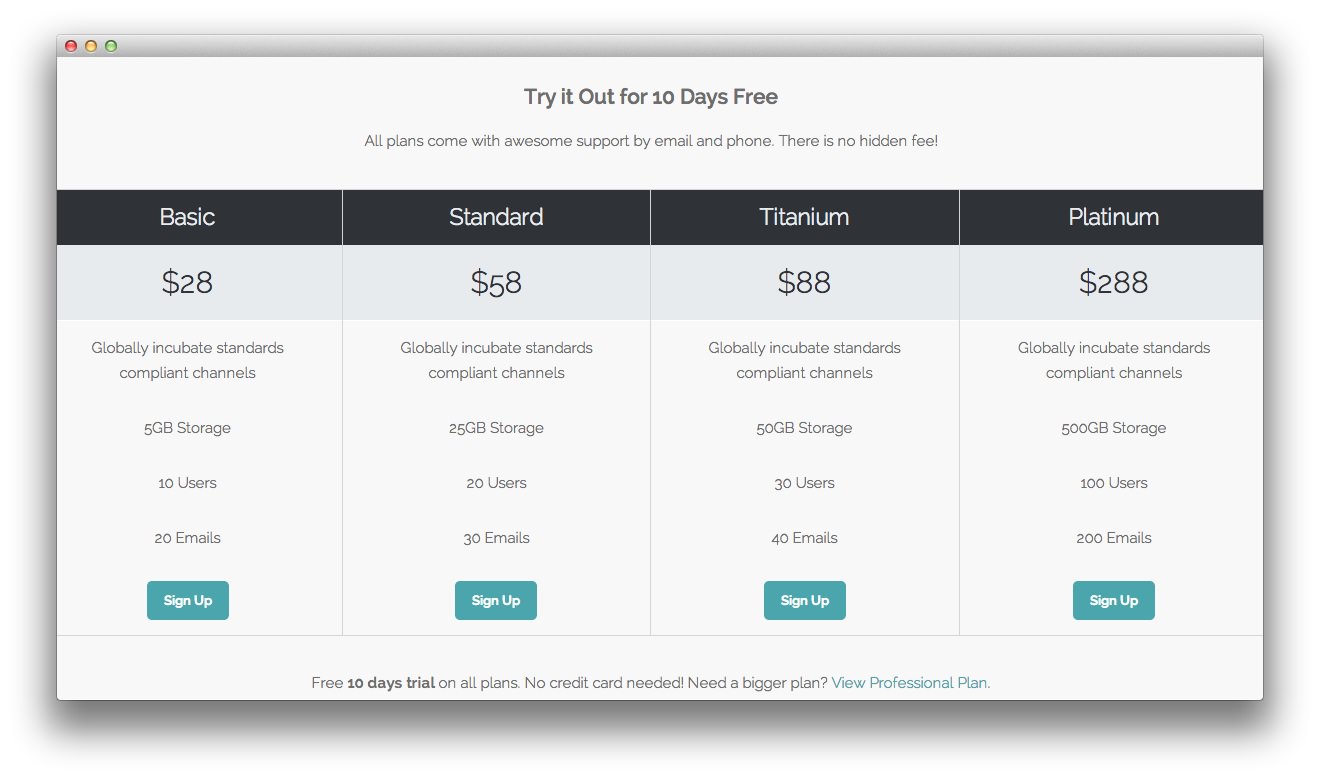 Try it Out for 10 Days Free
All plans come with awesome support by email and phone. There is no hidden fee!
Basic
$28
Globally incubate standards
compliant channels
5GB Storage
10 Users
20 Emails
Sign Up
Standard
$58
Globally incubate standards
compliant channels
25GB Storage
20 Users
30 Emails
Sign Up
Titanium
$88
Globally incubate standards
compliant channels
50GB Storage
30 Users
40 Emails
Sign Up
Platinum
$288
Globally incubate standards
compliant channels
500GB Storage
100 Users
200 Emails
Sign Up
Free 10 days trial on all plans. No credit card needed! Need a bigger plan? View Professional Plan.